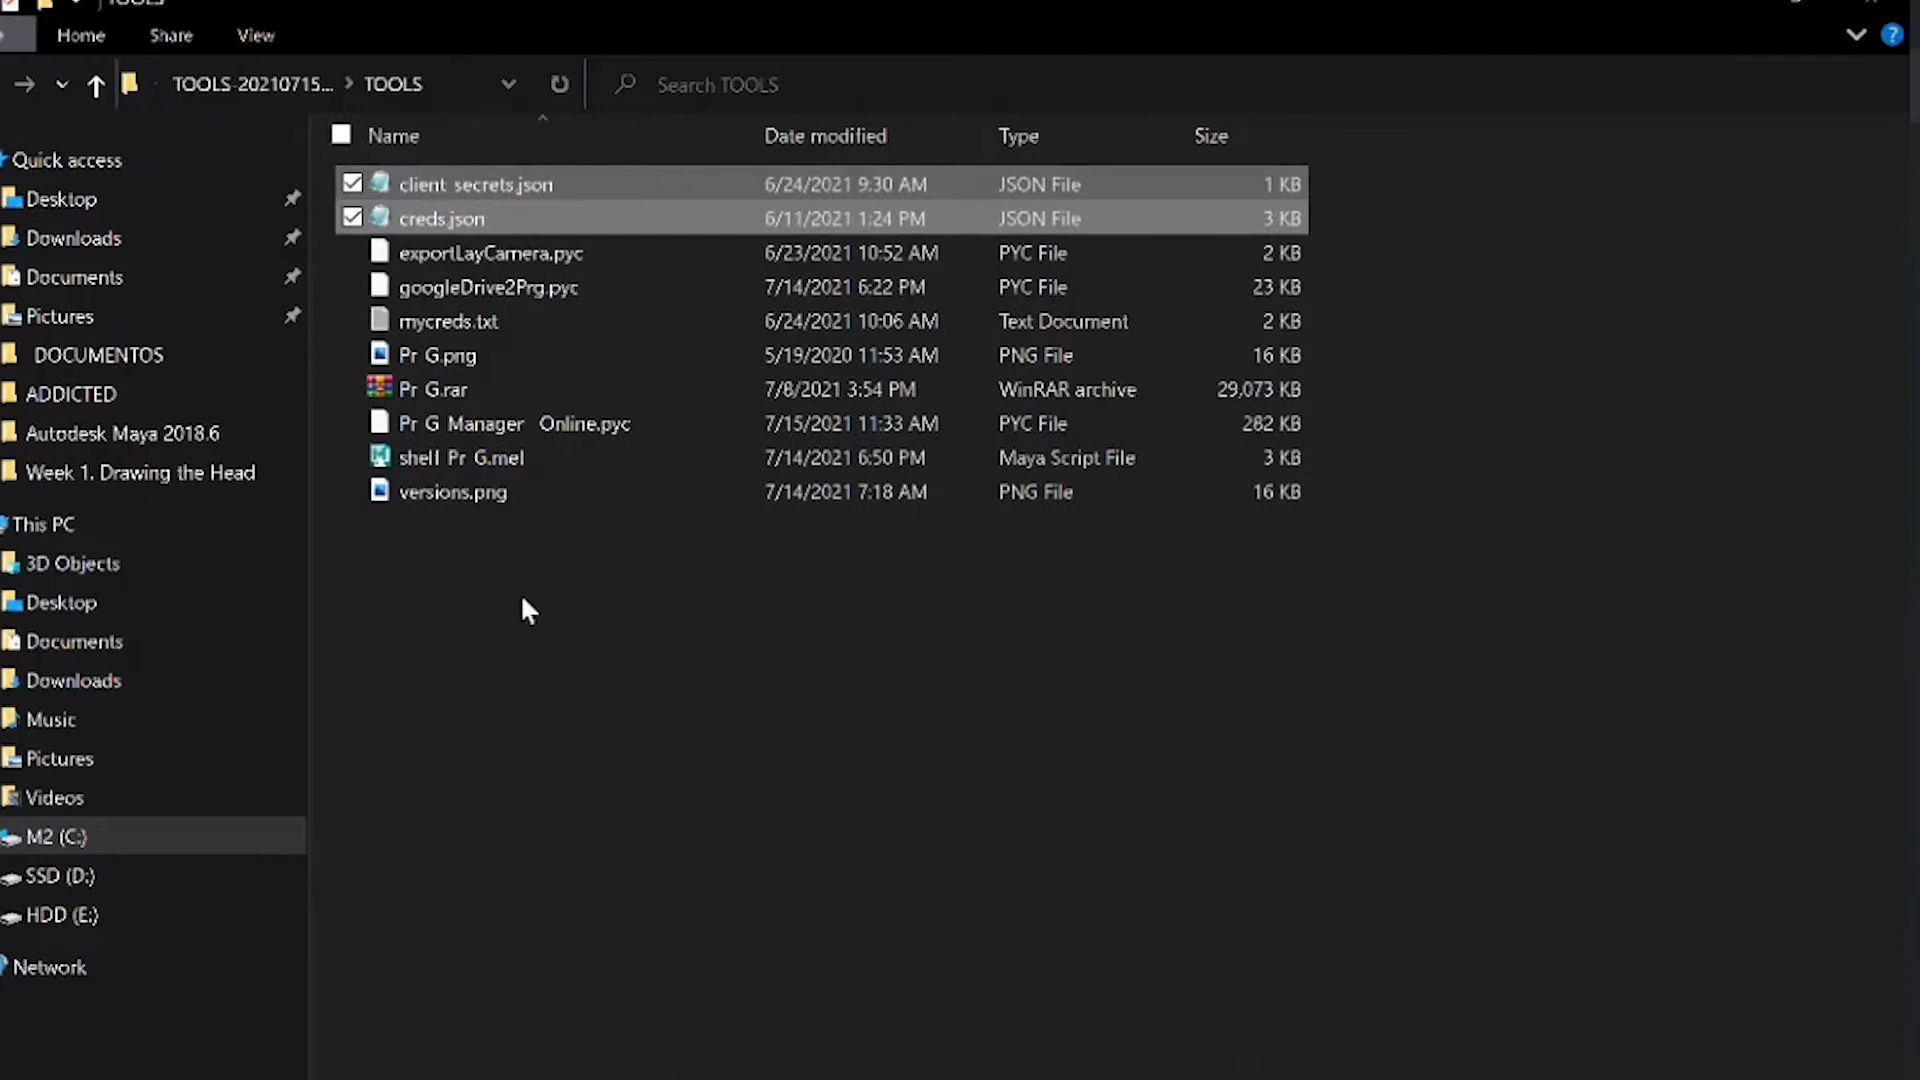 TOOLS
Home Share View
TOOLS-20210715... > TOOLS Search TOOLS
Name Date modified Type Size
Quick access
Desktop
Downloads
Documents
Pictures
DOCUMENTOS
ADDICTED
Autodesk Maya 2018.6
Week 1. Drawing the Head
This PC
3D Objects
Desktop
Documents
Downloads
Music
Pictures
Videos
M2 (C:)
SSD (D:)
HDD (E:)
Network
client secrets.json 6/24/2021 9:30 AM JSON File 1 KB
creds.json 6/11/2021 1:24 PM JSON File 3 KB
exportLayCamera.pyc 6/23/2021 10:52 AM PYC File 2 KB
googleDrive2Prg.pyc 7/14/2021 6:22 PM PYC File 23 KB
mycreds.txt 6/24/2021 10:06 AM Text Document 2 KB
Pr G.png 5/19/2020 11:53 AM PNG File 16 KB
Pr G.rar 7/8/2021 3:54 PM WinRAR archive 29,073 KB
Pr G Manager Online.pyc 7/15/2021 11:33 AM PYC File 282 KB
shelf Pr G.mel 7/14/2021 6:50 PM Maya Script File 3 KB
versions.png 7/14/2021 7:18 AM PNG File 16 KB